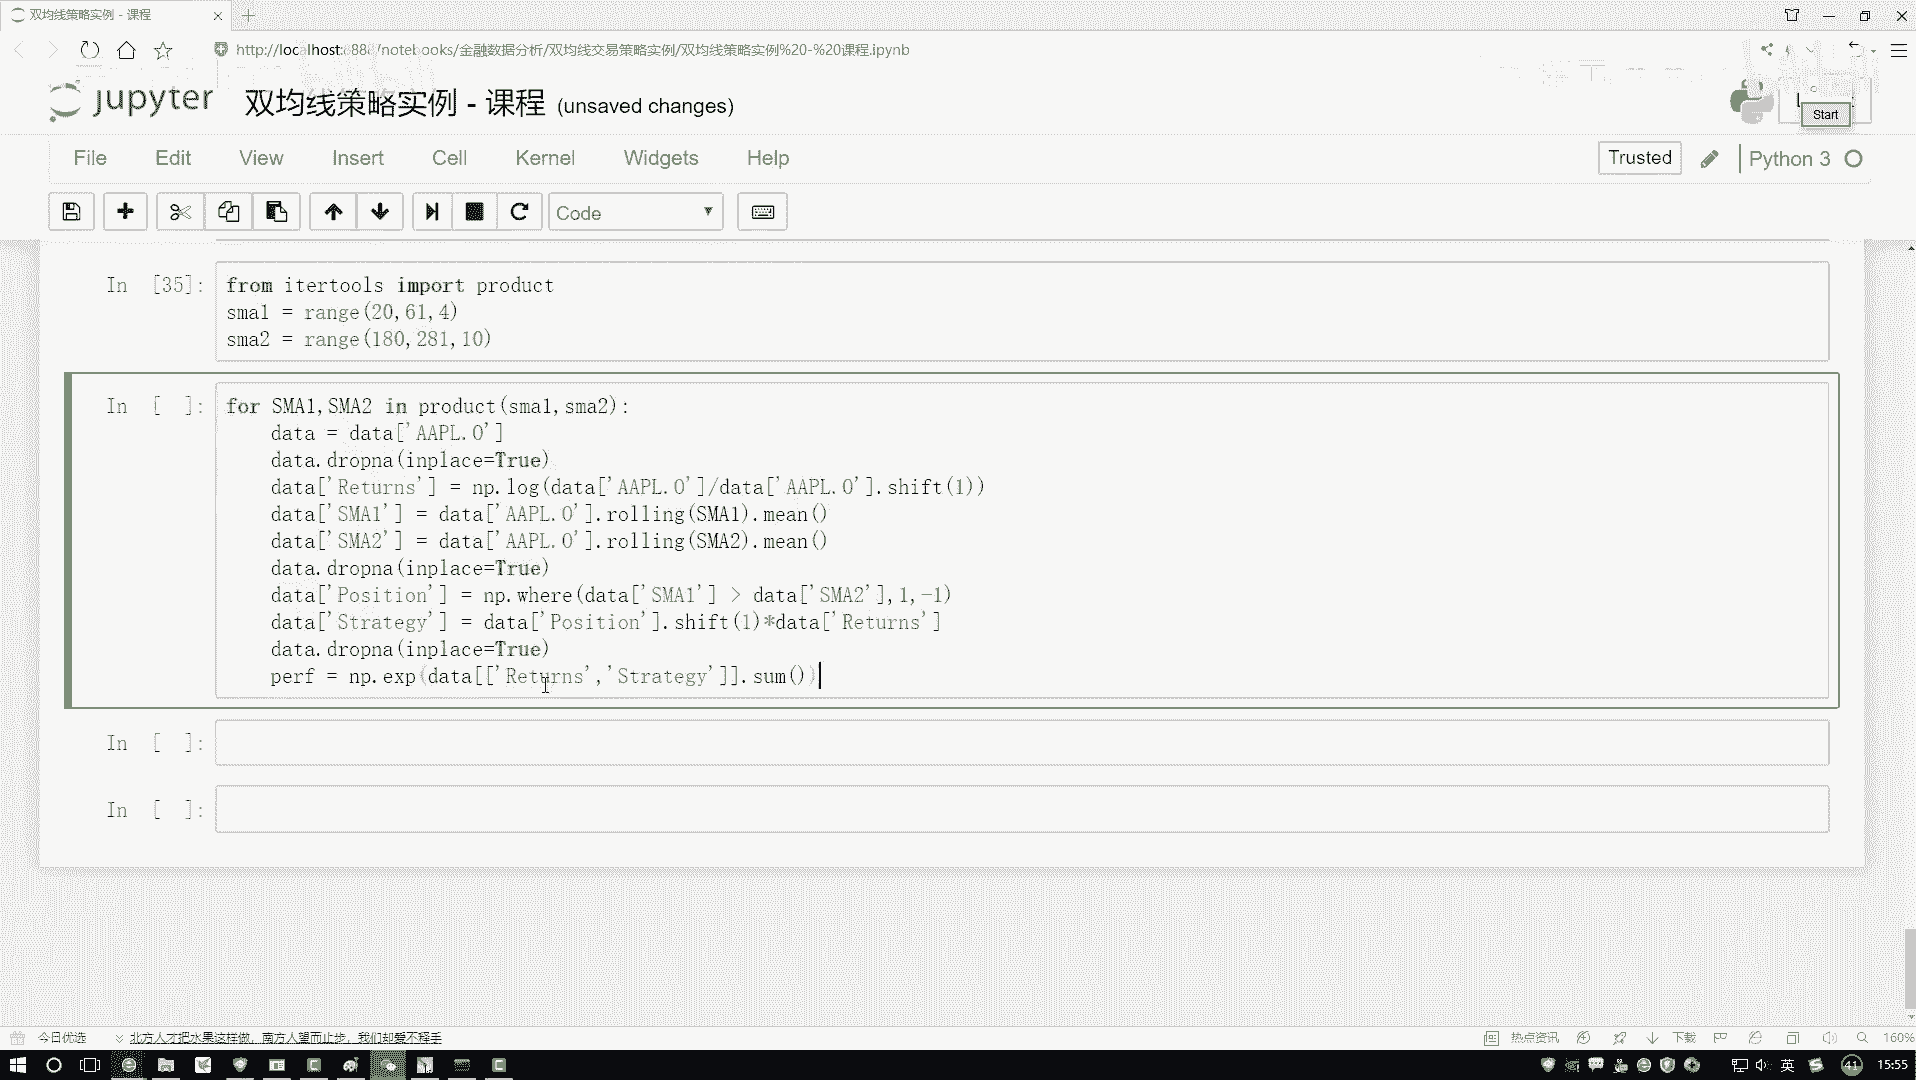 双均线策略实例 - 课程
http://localhost:888/notebooks/金融数据分析/双均线交易策略实例/双均线策略实例%20-%20课程.ipynb
jupyter 双均线策略实例 - 课程 (unsaved changes)
Start
File Edit View Insert Cell Kernel Widgets Help
Trusted Python 3
Code
In [35]:
from itertools import product
sma1 = range(20,61,4)
sma2 = range(180,281,10)
In [ ]:
for SMA1,SMA2 in product(sma1,sma2):
    data = data['AAPL.O']
    data.dropna(inplace=True)
    data['Returns'] = np.log(data['AAPL.O']/data['AAPL.O'].shift(1))
    data['SMA1'] = data['AAPL.O'].rolling(SMA1).mean()
    data['SMA2'] = data['AAPL.O'].rolling(SMA2).mean()
    data.dropna(inplace=True)
    data['Position'] = np.where(data['SMA1'] > data['SMA2'],1,-1)
    data['Strategy'] = data['Position'].shift(1)*data['Returns']
    data.dropna(inplace=True)
    perf = np.exp(data[['Returns','Strategy']].sum())
In [ ]:
In [ ]:
今日优选 北方人才把水果这样做，南方人望而止步，我们却爱不释手 热点资讯 下载 160%
英 41 15:55